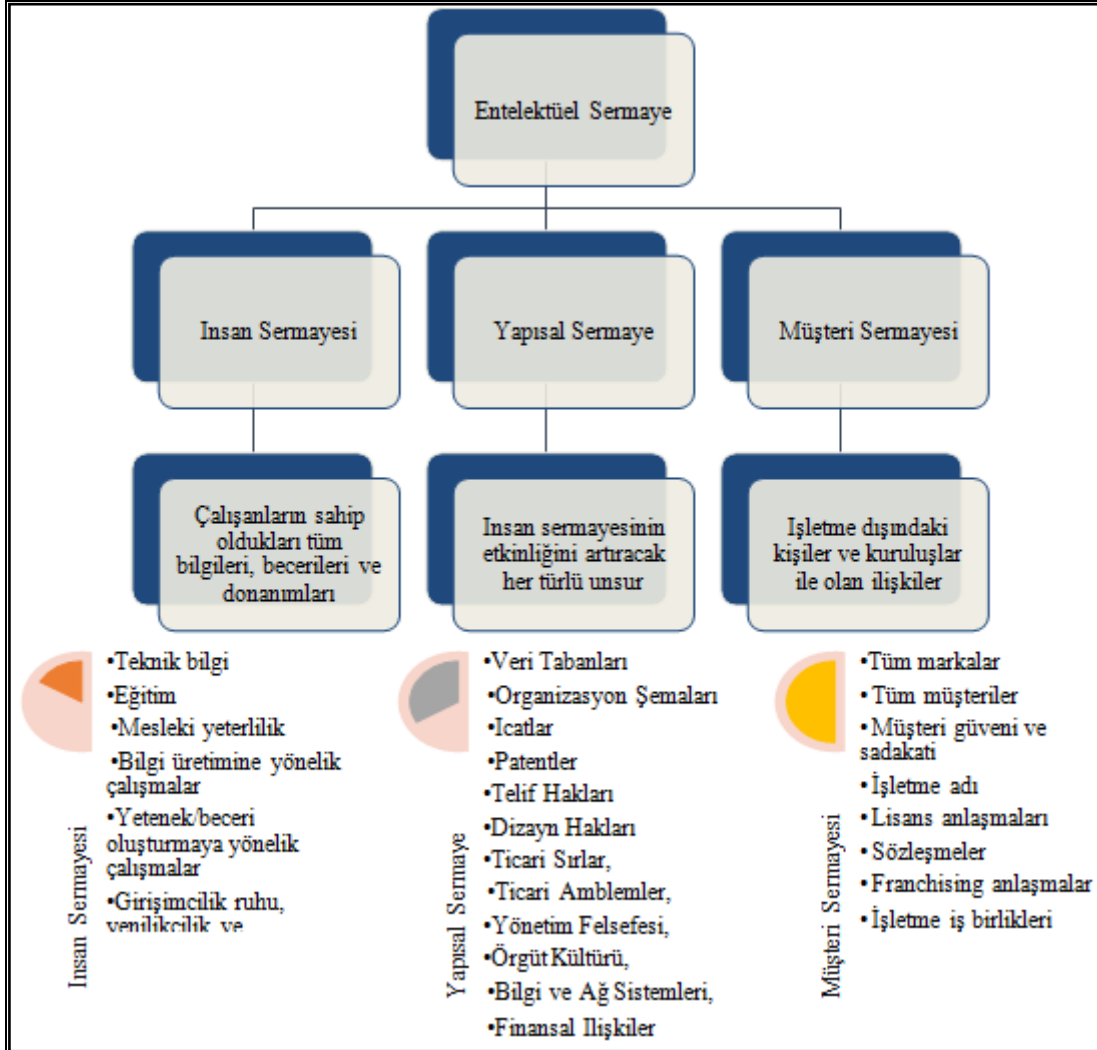 Entelektüel Sermaye
Insan Sermayesi
Yapısal Sermaye
Müşteri Sermayesi
Çalışanların sahip
oldukları tüm
bilgileri, becerileri ve
donanımları
Insan sermayesinin
etkinliğini artıracak
her türlü unsur
Işletme dışındaki
kişiler ve kuruluşlar
ile olan ilişkiler
Insan Sermayesi
•Teknik bilgi
•Eğitim
•Mesleki yeterlilik
•Bilgi üretimine yönelik
çalışmalar
•Yetenek/beceri
oluşturmaya yönelik
çalışmalar
•Girişimcilik ruhu,
yenilikcilik ve
Yapısal Sermaye
•Veri Tabanları
•Organizasyon Şemaları
•Icatlar
•Patentler
•Telif Hakları
•Dizayn Hakları
•Ticari Sırlar,
•Ticari Amblemler,
•Yönetim Felsefesi,
•Örgüt Kültürü,
•Bilgi ve Ağ Sistemleri,
•Finansal Ilişkiler
Müşteri Sermayesi
•Tüm markalar
•Tüm müşteriler
•Müşteri güveni ve
sadakati
•İşletme adı
•Lisans anlaşmaları
•Sözleşmeler
•Franchising anlaşmalar
•İşletme iş birlikleri